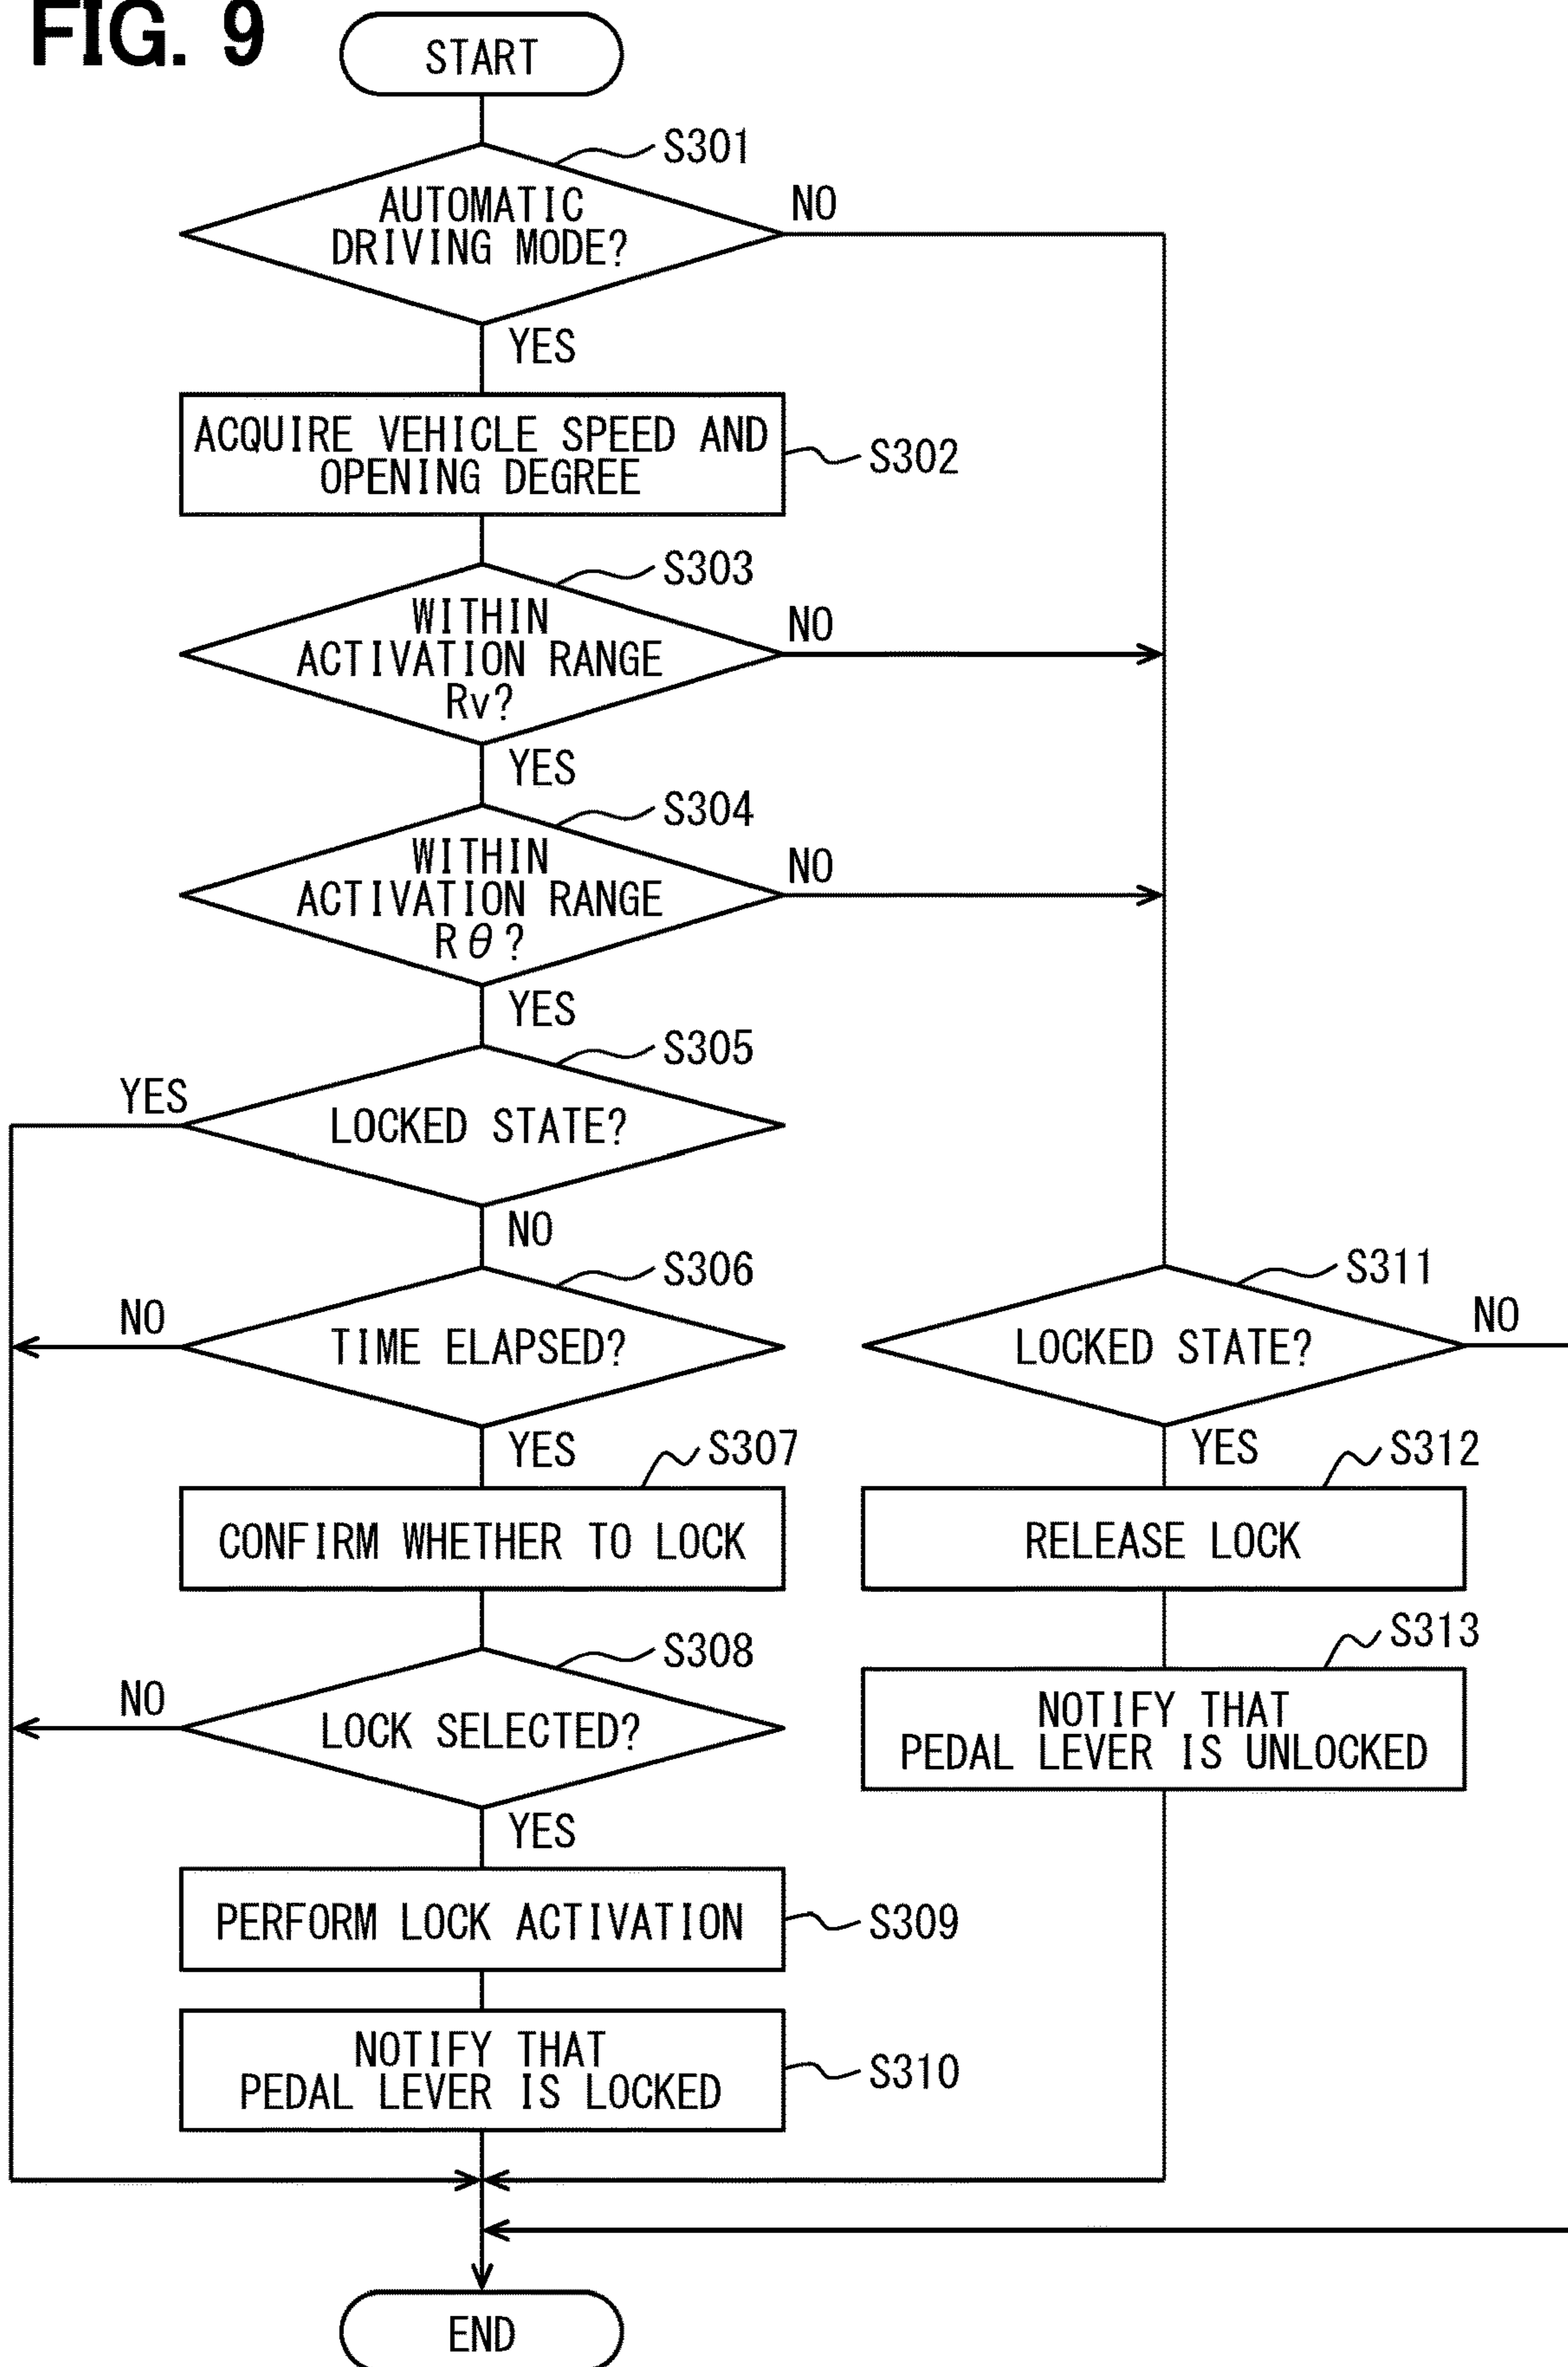 FIG. 9
START
S301
AUTOMATIC
DRIVING MODE?
NO
YES
ACQUIRE VEHICLE SPEED AND
OPENING DEGREE
S302
S303
WITHIN
ACTIVATION RANGE
Rv?
NO
YES
S304
WITHIN
ACTIVATION RANGE
Rθ?
NO
YES
S305
YES
LOCKED STATE?
NO
S306
NO
TIME ELAPSED?
YES
S307
CONFIRM WHETHER TO LOCK
S308
NO
LOCK SELECTED?
YES
PERFORM LOCK ACTIVATION
S309
NOTIFY THAT
PEDAL LEVER IS LOCKED
S310
S311
LOCKED STATE?
NO
YES
S312
RELEASE LOCK
S313
NOTIFY THAT
PEDAL LEVER IS UNLOCKED
END